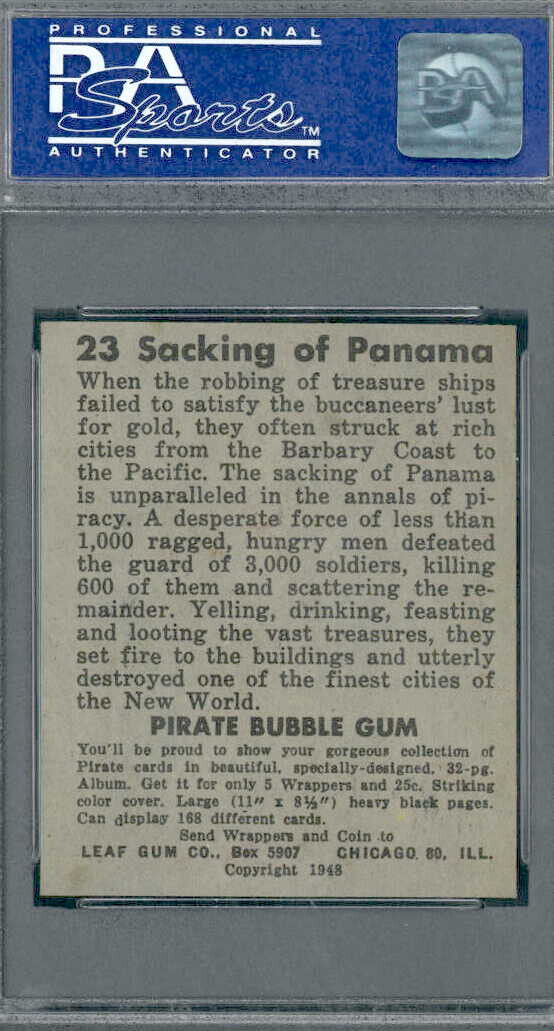 PROFESSIONAL
PSA
Sports TM
AUTHENTICATOR
PSA
23 Sacking of Panama
When the robbing of treasure ships
failed to satisfy the buccaneers' lust
for gold, they often struck at rich
cities from the Barbary Coast to
the Pacific. The sacking of Panama
is unparalleled in the annals of pi-
racy. A desperate force of less than
1,000 ragged, hungry men defeated
the guard of 3,000 soldiers, killing
600 of them and scattering the re-
mainder. Yelling, drinking, feasting
and looting the vast treasures, they
set fire to the buildings and utterly
destroyed one of the finest cities of
the New World.
PIRATE BUBBLE GUM
You'll be proud to show your gorgeous collection of
Pirate cards in beautiful, specially-designed, 32-pg.
Album. Get it for only 5 Wrappers and 25c. Striking
color cover. Large (11" x 8½") heavy black pages.
Can display 168 different cards.
Send Wrappers and Coin to
LEAF GUM CO., Box 5907 CHICAGO 80, ILL.
Copyright 1948